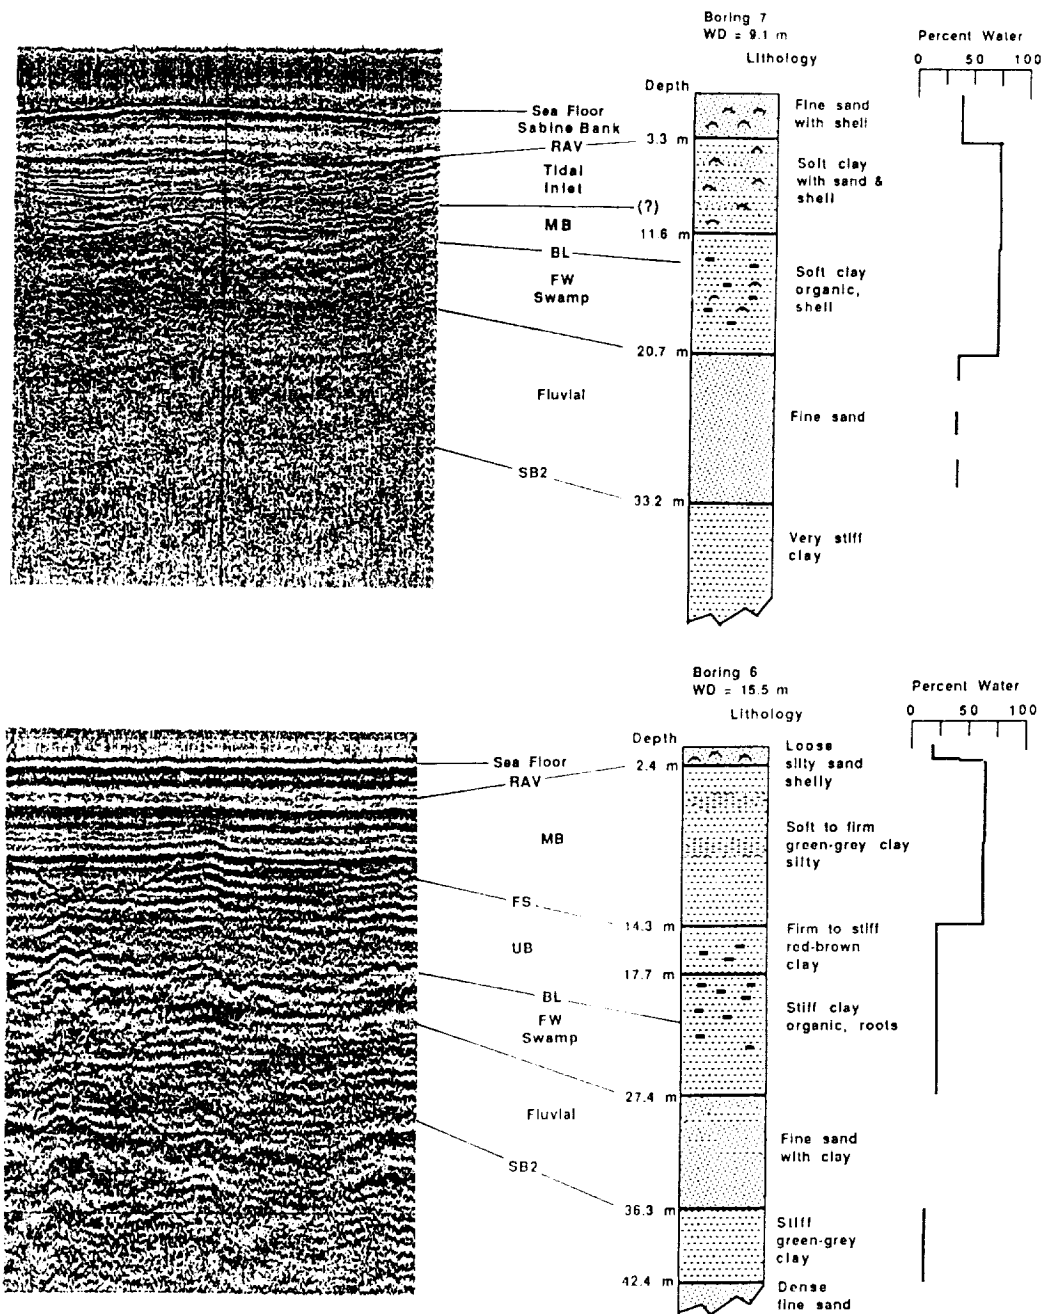 Boring 7
WD = 9.1 m
Lithology
Percent Water
0 50 100
Depth
Sea Floor
Sabine Bank
RAV
3.3 m
Fine sand
with shell
Tidal
Inlet
Soft clay
with sand &
shell
(?)
MB
11.6 m
BL
FW
Swamp
Soft clay
organic,
shell
20.7 m
Fluvial
Fine sand
SB2
33.2 m
Very stiff
clay
Boring 6
WD = 15.5 m
Lithology
Percent Water
0 50 100
Depth
Sea Floor
RAV
2.4 m
Loose
silty sand
shelly
MB
Soft to firm
green-grey clay
silty
FS
14.3 m
UB
Firm to stiff
red-brown
clay
17.7 m
BL
FW
Swamp
Stiff clay
organic, roots
27.4 m
Fluvial
Fine sand
with clay
SB2
36.3 m
Stiff
green-grey
clay
42.4 m
Dense
fine sand